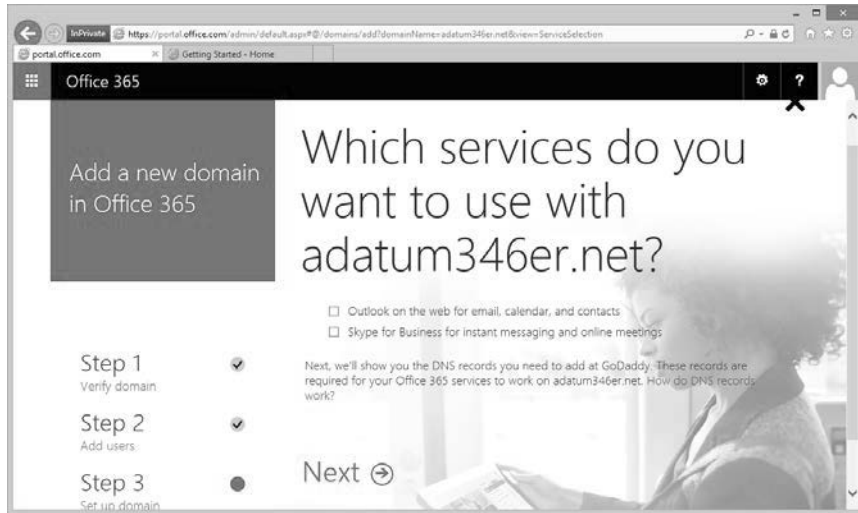 InPrivate https://portal.office.com/admin/default.aspx#@/domains/add?domainName=adatum346er.net&view=ServiceSelection
portal.office.com
Getting Started - Home
Office 365
?
Add a new domain
in Office 365
Which services do you
want to use with
adatum346er.net?
Outlook on the web for email, calendar, and contacts
Skype for Business for instant messaging and online meetings
Next, we'll show you the DNS records you need to add at GoDaddy. These records are
required for your Office 365 services to work on adatum346er.net. How do DNS records
work?
Step 1
Verify domain
Step 2
Add users
Step 3
Set up domain
Next